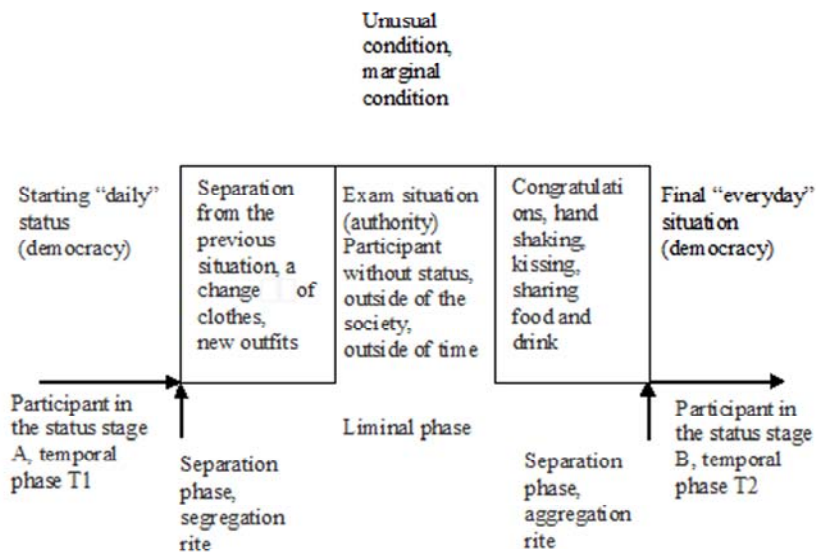 Unusual
condition,
marginal
condition
Starting “daily”
status
(democracy)
Separation
from the
previous
situation, a
change of
clothes,
new outfits
Exam situation
(authority)
Participant
without status,
outside of the
society,
outside of time
Congratulati
ons, hand
shaking,
kissing,
sharing
food and
drink
Final “everyday”
situation
(democracy)
Participant in
the status stage
A, temporal
phase T1
Separation
phase,
segregation
rite
Liminal phase
Separation
phase,
aggregation
rite
Participant in
the status stage
B, temporal
phase T2